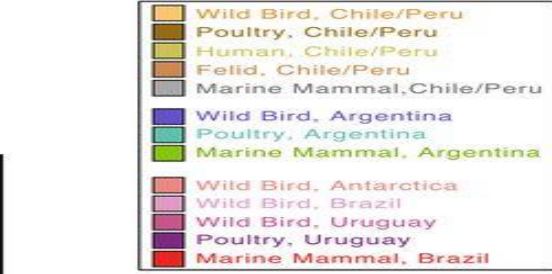 Wild Bird, Chile/Peru
Poultry, Chile/Peru
Human, Chile/Peru
Felid, Chile/Peru
Marine Mammal,Chile/Peru
Wild Bird, Argentina
Poultry, Argentina
Marine Mammal, Argentina
Wild Bird, Antarctica
Wild Bird, Brazil
Wild Bird, Uruguay
Poultry, Uruguay
Marine Mammal, Brazil